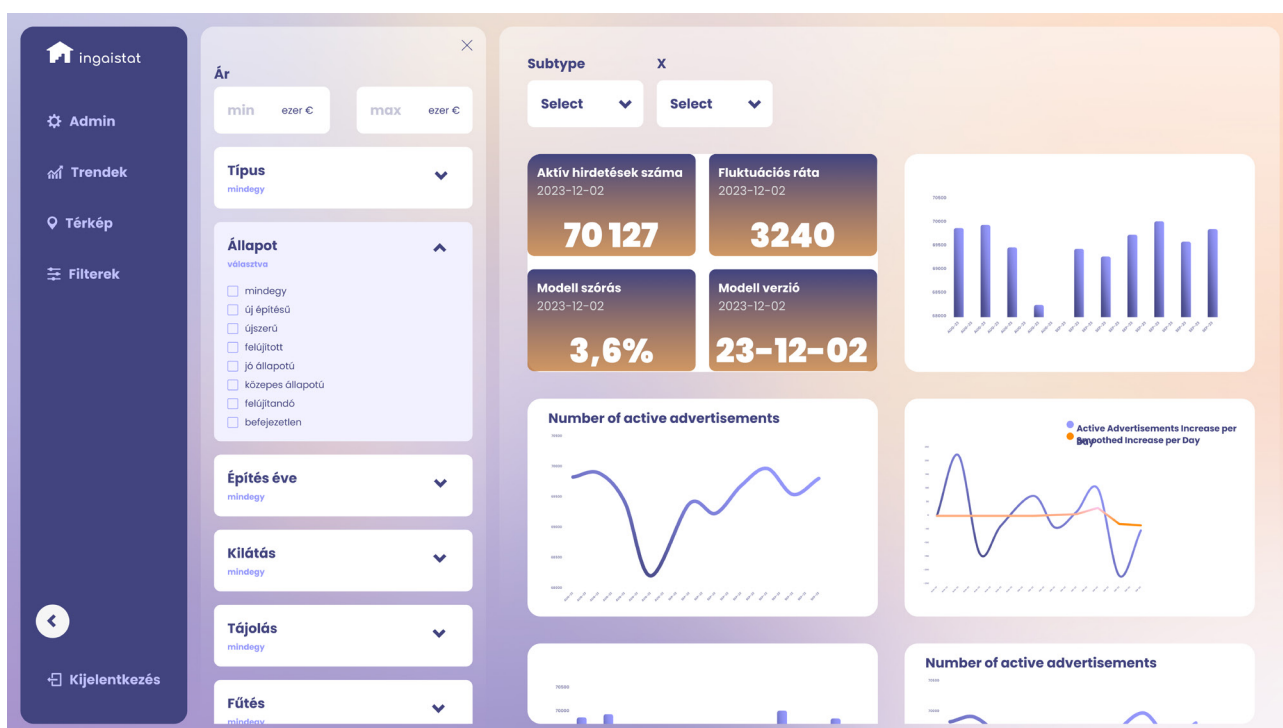 ingaistat
Admin
Trendek
Térkép
Filterek
Kijelentkezés
Ár
min ezer €
max ezer €
Típus
mindegy
Állapot
választva
mindegy
új építésű
újszerű
felújított
jó állapotú
közepes állapotú
felújítandó
befejezetlen
Építés éve
mindegy
Kilátás
mindegy
Tájolás
mindegy
Fűtés
mindegy
Subtype
X
Select
Select
Aktív hirdetések száma
2023-12-02
70 127
Fluktuációs ráta
2023-12-02
3240
Modell szórás
2023-12-02
3,6%
Modell verzió
2023-12-02
23-12-02
Number of active advertisements
Active Advertisements Increase per
Day
Smoothed Increase per Day
Number of active advertisements